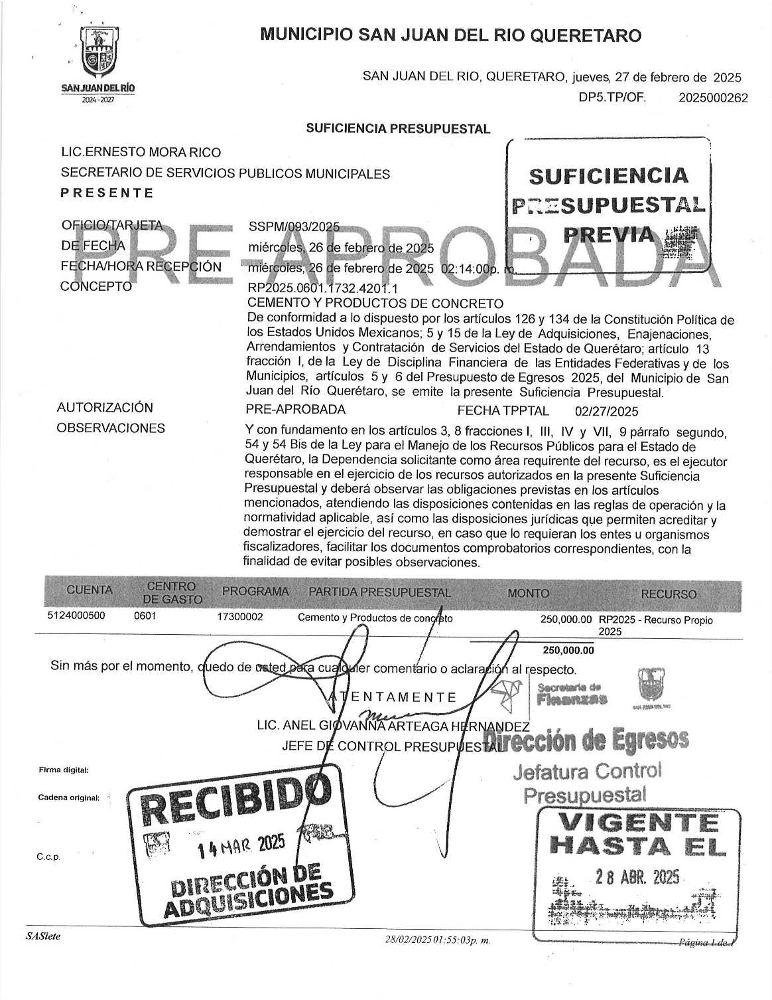 MUNICIPIO SAN JUAN DEL RIO QUERETARO
SAN JUAN DEL RÍO
2024 - 2027
SAN JUAN DEL RIO, QUERETARO, jueves, 27 de febrero de 2025
DP5.TP/OF. 2025000262
SUFICIENCIA PRESUPUESTAL
LIC.ERNESTO MORA RICO
SECRETARIO DE SERVICIOS PUBLICOS MUNICIPALES
P R E S E N T E
SUFICIENCIA
PRESUPUESTAL
PREVIA
PRE-APROBADA
OFICIO/TARJETA SSPM/093/2025
DE FECHA miércoles, 26 de febrero de 2025
FECHA/HORA RECEPCIÓN miércoles, 26 de febrero de 2025 02:14:00p. m.
CONCEPTO RP2025.0601.1732.4201.1
CEMENTO Y PRODUCTOS DE CONCRETO
De conformidad a lo dispuesto por los artículos 126 y 134 de la Constitución Política de
los Estados Unidos Mexicanos; 5 y 15 de la Ley de Adquisiciones, Enajenaciones,
Arrendamientos y Contratación de Servicios del Estado de Querétaro; artículo 13
fracción I, de la Ley de Disciplina Financiera de las Entidades Federativas y de los
Municipios, artículos 5 y 6 del Presupuesto de Egresos 2025, del Municipio de San
Juan del Río Querétaro, se emite la presente Suficiencia Presupuestal.
AUTORIZACIÓN PRE-APROBADA FECHA TPPTAL 02/27/2025
OBSERVACIONES Y con fundamento en los artículos 3, 8 fracciones I, III, IV y VII, 9 párrafo segundo,
54 y 54 Bis de la Ley para el Manejo de los Recursos Públicos para el Estado de
Querétaro, la Dependencia solicitante como área requirente del recurso, es el ejecutor
responsable en el ejercicio de los recursos autorizados en la presente Suficiencia
Presupuestal y deberá observar las obligaciones previstas en los artículos
mencionados, atendiendo las disposiciones contenidas en las reglas de operación y la
normatividad aplicable, así como las disposiciones jurídicas que permiten acreditar y
demostrar el ejercicio del recurso, en caso que lo requieran los entes u organismos
fiscalizadores, facilitar los documentos comprobatorios correspondientes, con la
finalidad de evitar posibles observaciones.
CUENTA CENTRO DE GASTO PROGRAMA PARTIDA PRESUPUESTAL MONTO RECURSO
5124000500 0601 17300002 Cemento y Productos de concreto 250,000.00 RP2025 - Recurso Propio
2025
250,000.00
Sin más por el momento, quedo de usted para cualquier comentario o aclaración al respecto.
A T E N T A M E N T E
LIC. ANEL GIOVANNA ARTEAGA HERNANDEZ
JEFE DE CONTROL PRESUPUESTAL
Secretaría de
Finanzas
SAN JUAN DEL RÍO
Dirección de Egresos
Jefatura Control
Presupuestal
Firma digital:
Cadena original:
C.c.p.
RECIBIDO
14 MAR 2025
DIRECCIÓN DE
ADQUISICIONES
VIGENTE
HASTA EL
28 ABR. 2025
SASiete 28/02/2025 01:55:03p. m. Página 1 de 1